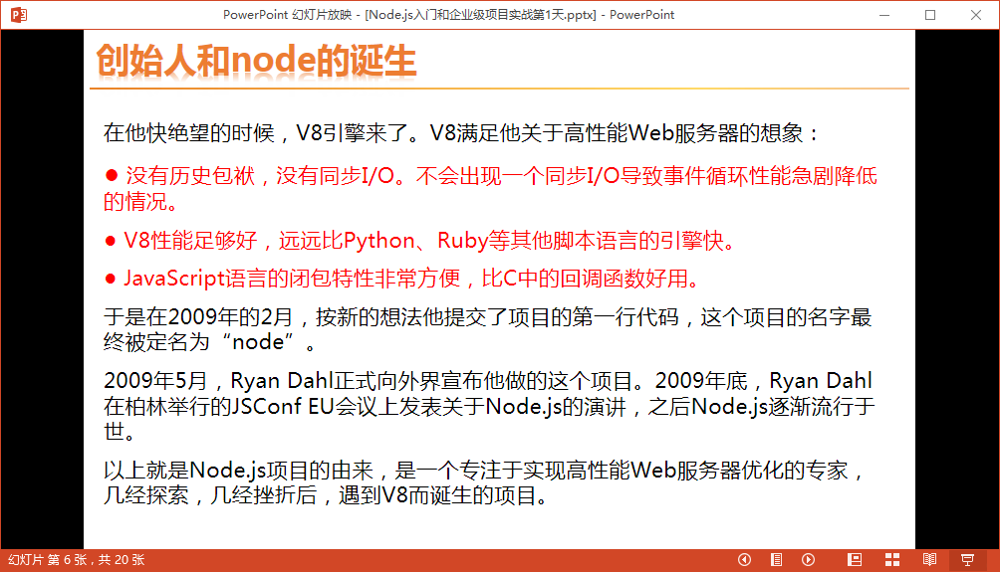 PowerPoint 幻灯片放映 - [Node.js入门和企业级项目实战第1天.pptx] - PowerPoint
创始人和node的诞生
在他快绝望的时候，V8引擎来了。V8满足他关于高性能Web服务器的想象：
● 没有历史包袱，没有同步I/O。不会出现一个同步I/O导致事件循环性能急剧降低
的情况。
● V8性能足够好，远远比Python、Ruby等其他脚本语言的引擎快。
● JavaScript语言的闭包特性非常方便，比C中的回调函数好用。
于是在2009年的2月，按新的想法他提交了项目的第一行代码，这个项目的名字最
终被定名为“node”。
2009年5月，Ryan Dahl正式向外界宣布他做的这个项目。2009年底，Ryan Dahl
在柏林举行的JSConf EU会议上发表关于Node.js的演讲，之后Node.js逐渐流行于
世。
以上就是Node.js项目的由来，是一个专注于实现高性能Web服务器优化的专家，
几经探索，几经挫折后，遇到V8而诞生的项目。
幻灯片 第 6 张，共 20 张